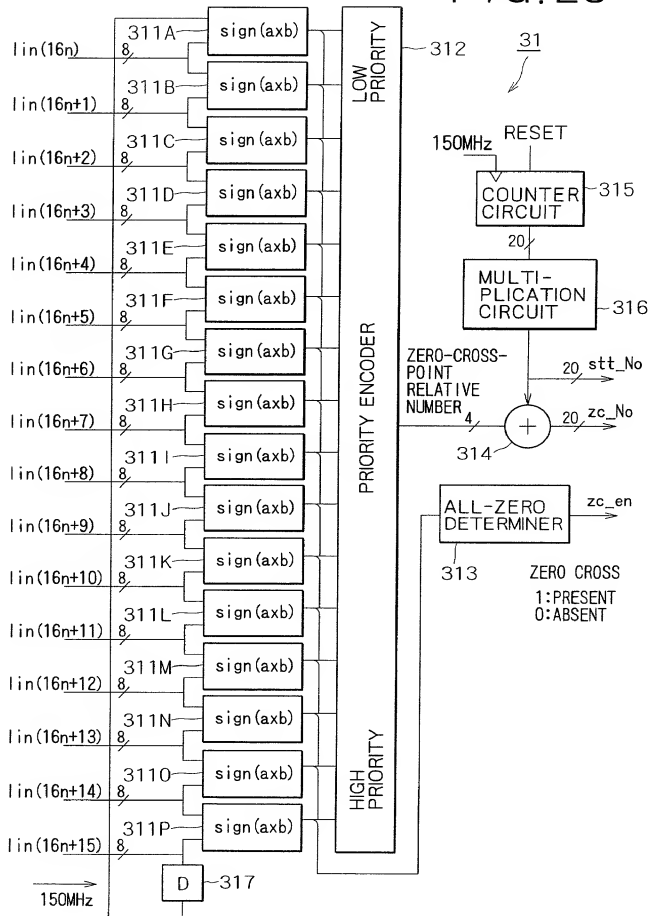 311A
sign(axb)
lin(16n)
8
311B
sign(axb)
lin(16n+1)
8
311C
sign(axb)
lin(16n+2)
8
311D
sign(axb)
lin(16n+3)
8
311E
sign(axb)
lin(16n+4)
8
311F
sign(axb)
lin(16n+5)
8
311G
sign(axb)
lin(16n+6)
8
311H
sign(axb)
lin(16n+7)
8
311I
sign(axb)
lin(16n+8)
8
311J
sign(axb)
lin(16n+9)
8
311K
sign(axb)
lin(16n+10)
8
311L
sign(axb)
lin(16n+11)
8
311M
sign(axb)
lin(16n+12)
8
311N
sign(axb)
lin(16n+13)
8
311O
sign(axb)
lin(16n+14)
8
311P
sign(axb)
lin(16n+15)
8
150MHz
D
317
LOW
PRIORITY
PRIORITY ENCODER
HIGH
PRIORITY
312
31
RESET
150MHz
COUNTER
CIRCUIT
315
20
MULTI-
PLICATION
CIRCUIT
316
ZERO-CROSS-
POINT
RELATIVE
NUMBER
4
20
stt_No
+
20
zc_No
314
ALL-ZERO
DETERMINER
zc_en
313
ZERO CROSS
1:PRESENT
0:ABSENT